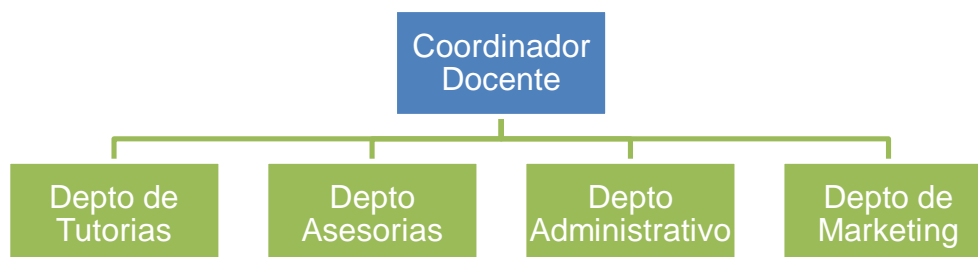 Coordinador
Docente
Depto de
Tutorias
Depto
Asesorias
Depto
Administrativo
Depto de
Marketing